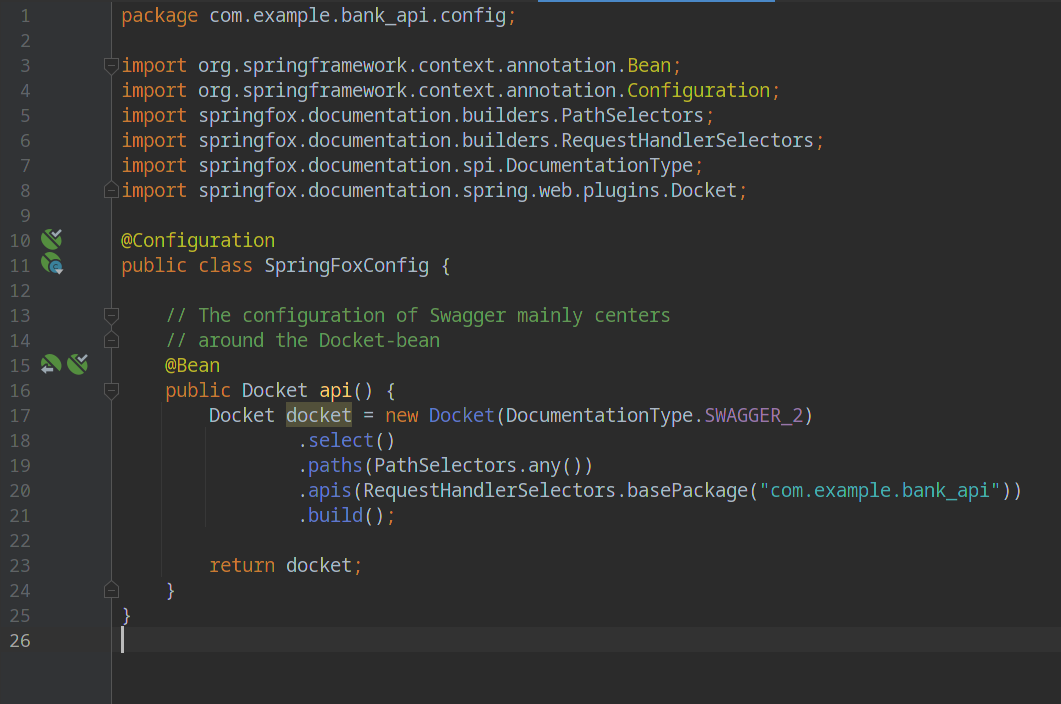 1 package com.example.bank_api.config;
2
3 import org.springframework.context.annotation.Bean;
4 import org.springframework.context.annotation.Configuration;
5 import springfox.documentation.builders.PathSelectors;
6 import springfox.documentation.builders.RequestHandlerSelectors;
7 import springfox.documentation.spi.DocumentationType;
8 import springfox.documentation.spring.web.plugins.Docket;
9
10 @Configuration
11 public class SpringFoxConfig {
12
13     // The configuration of Swagger mainly centers
14     // around the Docket-bean
15     @Bean
16     public Docket api() {
17         Docket docket = new Docket(DocumentationType.SWAGGER_2)
18                 .select()
19                 .paths(PathSelectors.any())
20                 .apis(RequestHandlerSelectors.basePackage("com.example.bank_api"))
21                 .build();
22
23         return docket;
24     }
25 }
26